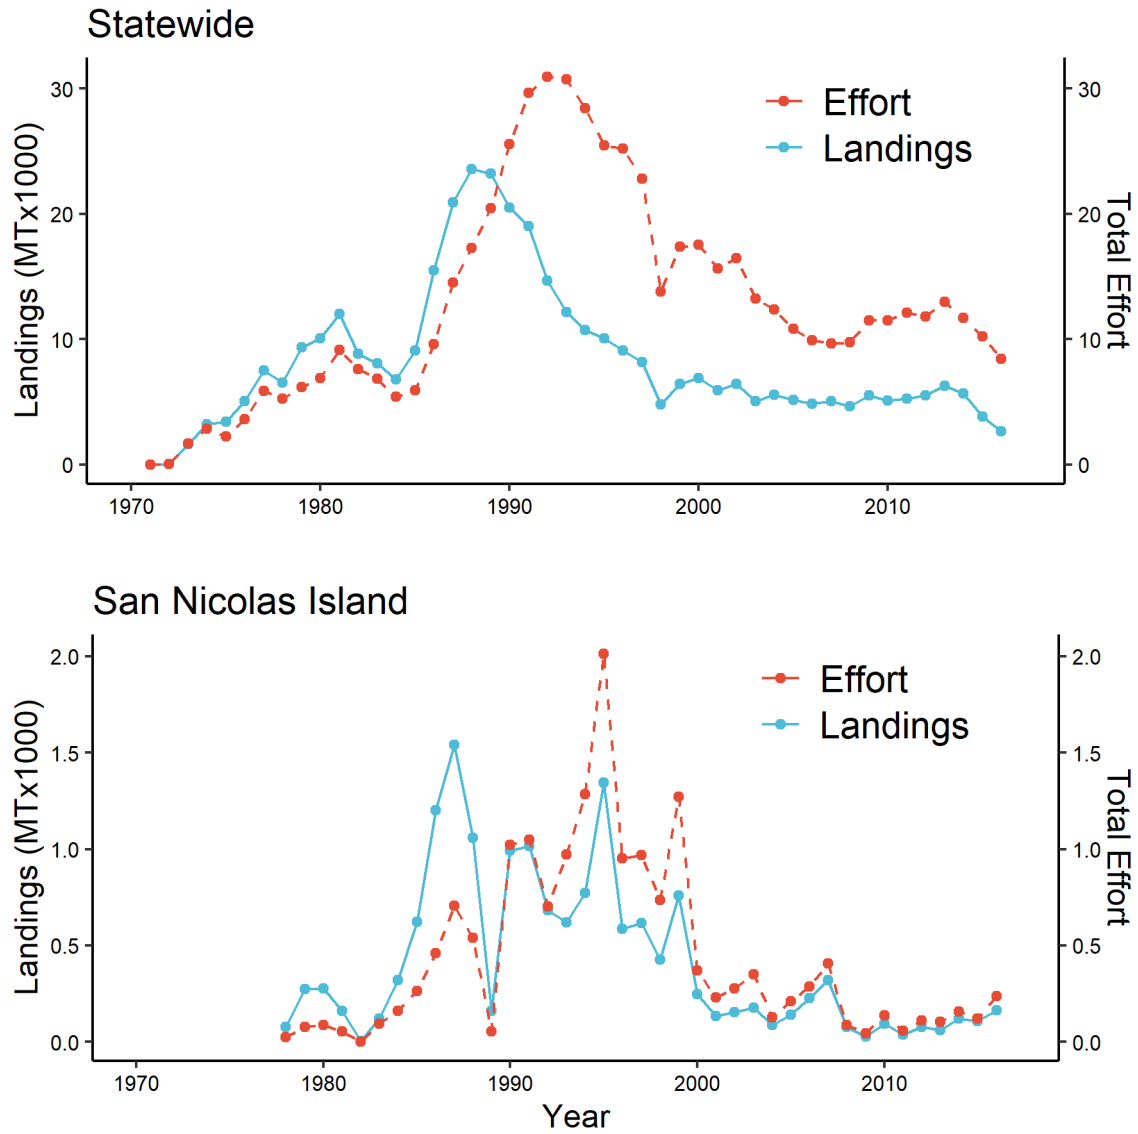 Statewide
Landings (MTx1000)
30
20
10
0
Effort
Landings
30
20
10
0
Total Effort
1970 1980 1990 2000 2010
San Nicolas Island
Landings (MTx1000)
2.0
1.5
1.0
0.5
0.0
Effort
Landings
2.0
1.5
1.0
0.5
0.0
Total Effort
1970 1980 1990 2000 2010
Year